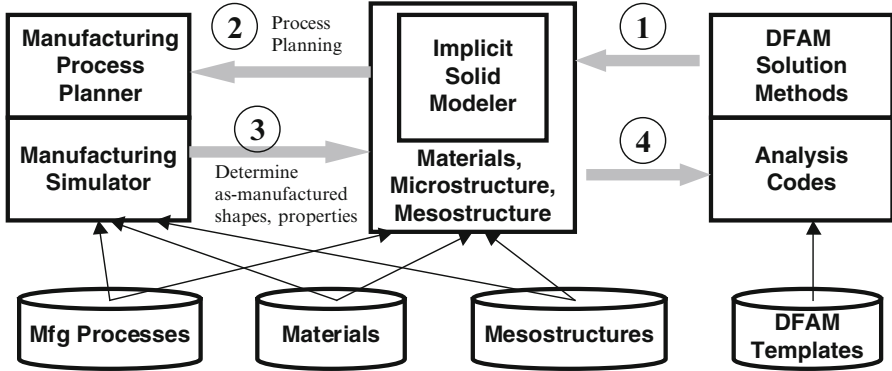 Manufacturing
Process
Planner
Manufacturing
Simulator
2
Process
Planning
3
Determine
as-manufactured
shapes, properties
Implicit
Solid
Modeler
Materials,
Microstructure,
Mesostructure
1
4
DFAM
Solution
Methods
Analysis
Codes
Mfg Processes
Materials
Mesostructures
DFAM
Templates